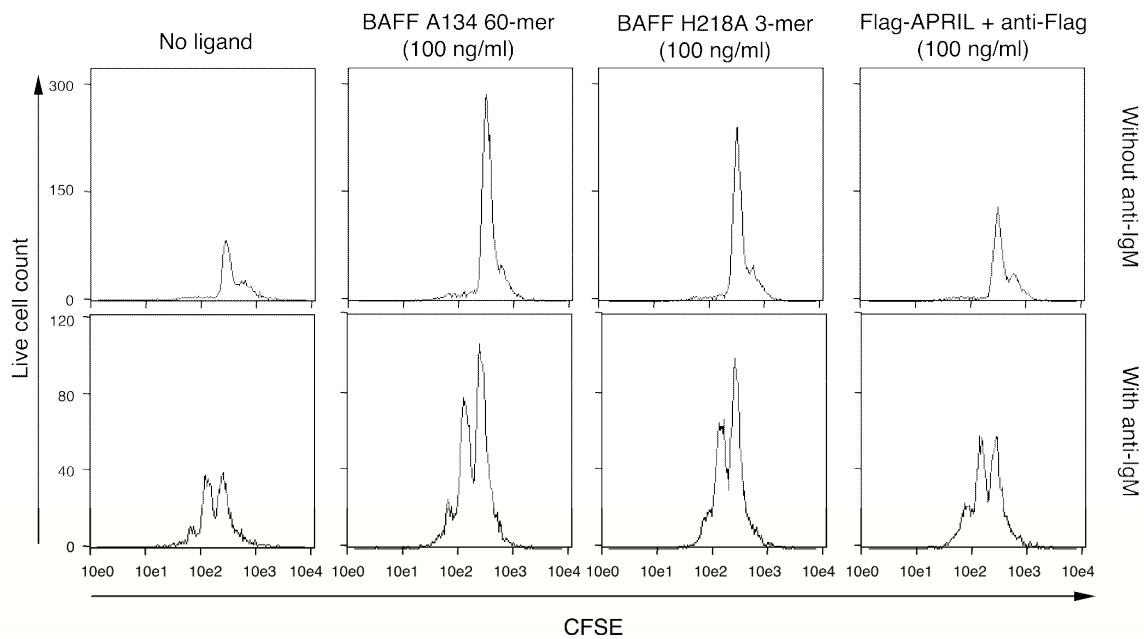 No ligand
BAFF A134 60-mer
(100 ng/ml)
BAFF H218A 3-mer
(100 ng/ml)
Flag-APRIL + anti-Flag
(100 ng/ml)
300
150
0
Without anti-IgM
Live cell count
120
80
40
0
With anti-IgM
10e0 10e1 10e2 10e3 10e4
10e0 10e1 10e2 10e3 10e4
10e0 10e1 10e2 10e3 10e4
10e0 10e1 10e2 10e3 10e4
CFSE